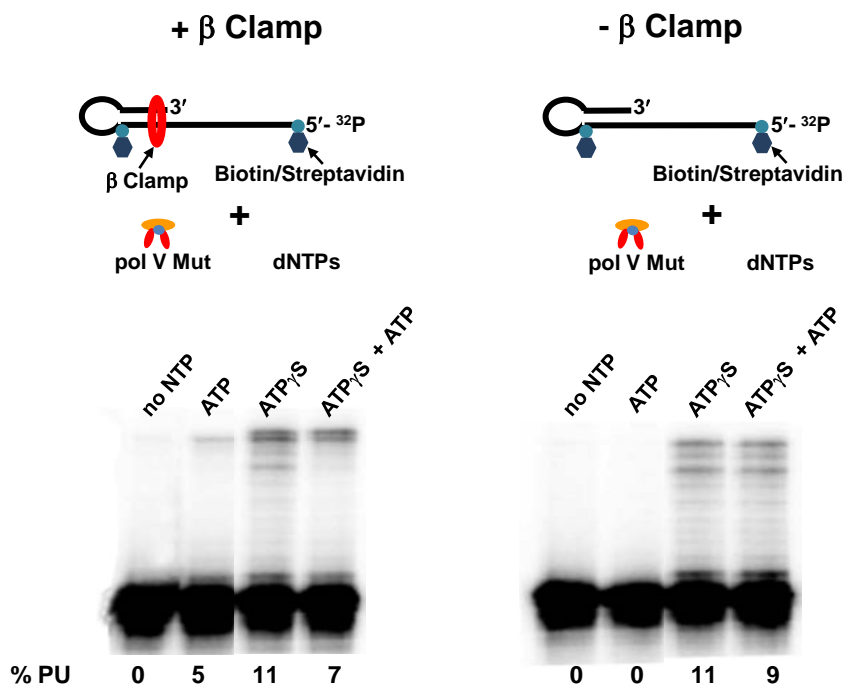 + β Clamp
3′
5′- ³²P
β Clamp
Biotin/Streptavidin
+
pol V Mut
dNTPs
no NTP
ATP
ATPγS
ATPγS + ATP
% PU 0 5 11 7
- β Clamp
3′
5′- ³²P
Biotin/Streptavidin
+
pol V Mut
dNTPs
no NTP
ATP
ATPγS
ATPγS + ATP
0 0 11 9